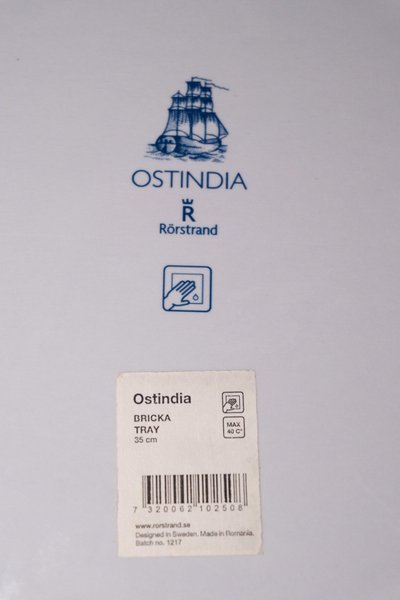 OSTINDIA
R
Rörstrand
Ostindia
BRICKA
TRAY
35 cm
MAX
40 C°
7 320062 102508
www.rorstrand.se
Designed in Sweden, Made in Romania.
Batch no. 1217